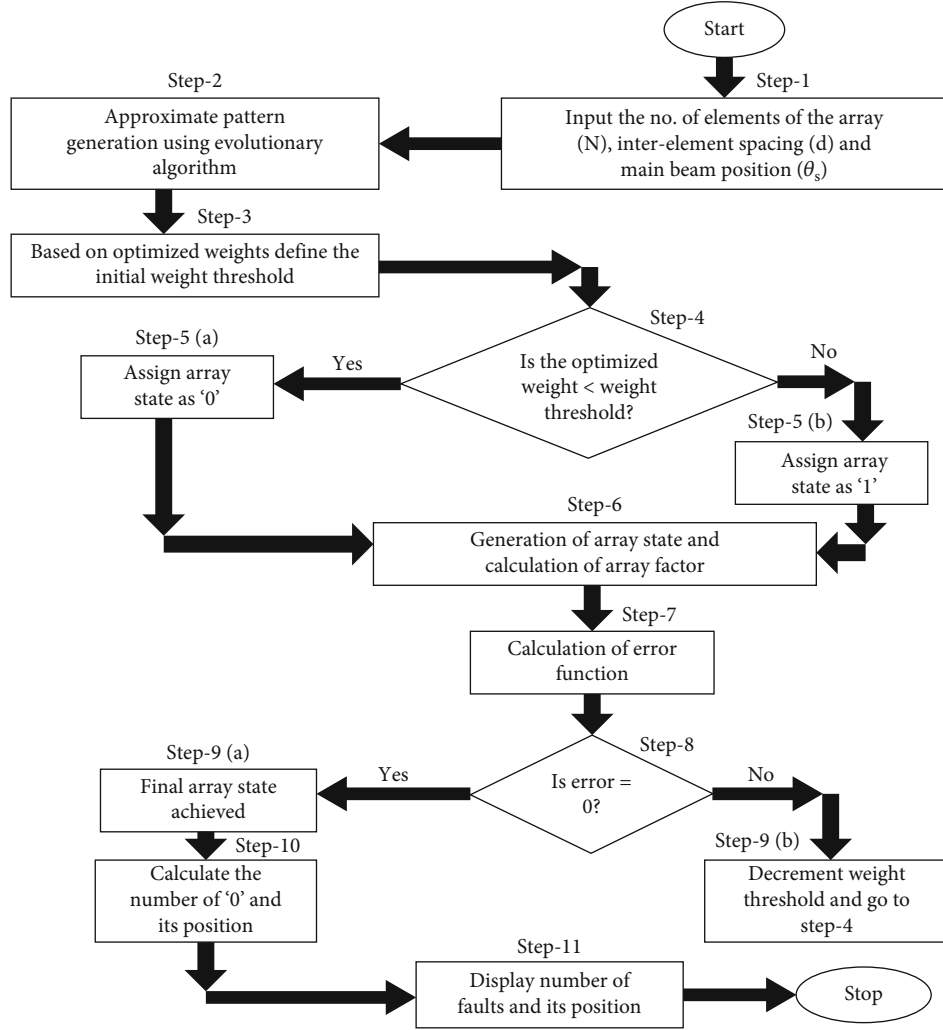 Start
Step-1
Input the no. of elements of the array
(N), inter-element spacing (d) and
main beam position (θs)
Step-2
Approximate pattern
generation using evolutionary
algorithm
Step-3
Based on optimized weights define the
initial weight threshold
Step-4
Is the optimized
weight < weight
threshold?
Yes
No
Step-5 (a)
Assign array
state as ‘0’
Step-5 (b)
Assign array
state as ‘1’
Step-6
Generation of array state and
calculation of array factor
Step-7
Calculation of error
function
Step-8
Is error =
0?
Yes
No
Step-9 (a)
Final array state
achieved
Step-9 (b)
Decrement weight
threshold and go to
step-4
Step-10
Calculate the
number of ‘0’ and
its position
Step-11
Display number of
faults and its position
Stop